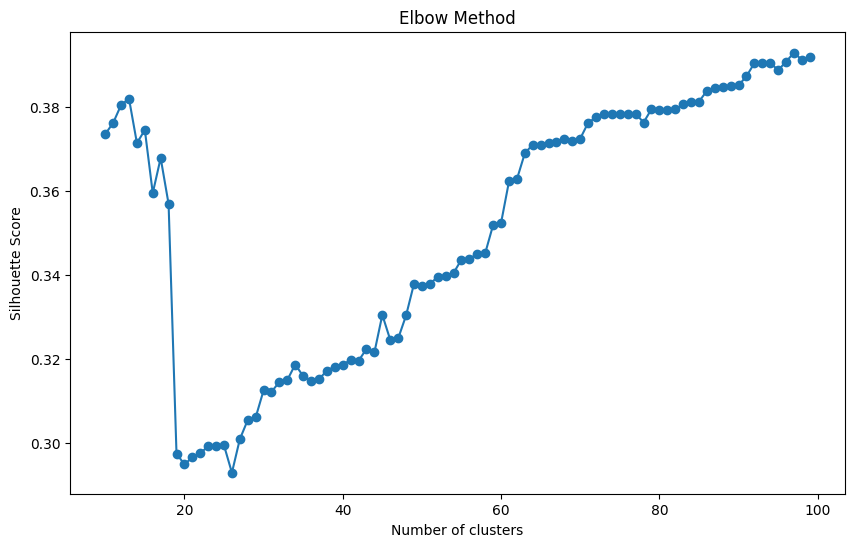 Elbow Method
0.38
0.36
0.34
0.32
0.30
Silhouette Score
20 40 60 80 100
Number of clusters